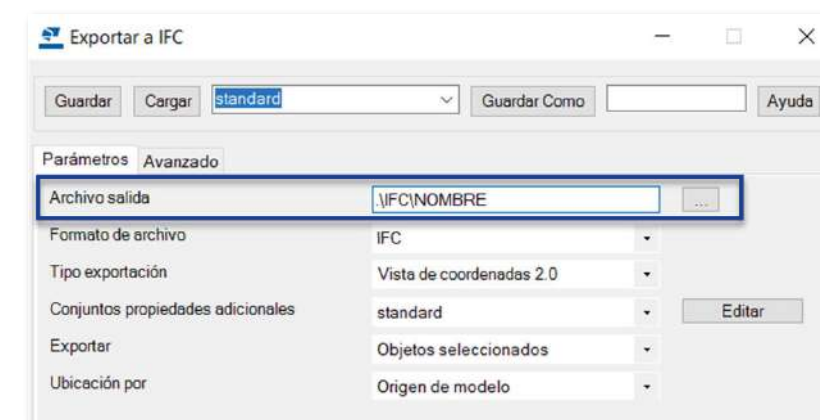 Exportar a IFC
Guardar Cargar standard Guardar Como Ayuda
Parámetros Avanzado
Archivo salida .\IFC\NOMBRE ...
Formato de archivo IFC
Tipo exportación Vista de coordenadas 2.0
Conjuntos propiedades adicionales standard Editar
Exportar Objetos seleccionados
Ubicación por Origen de modelo